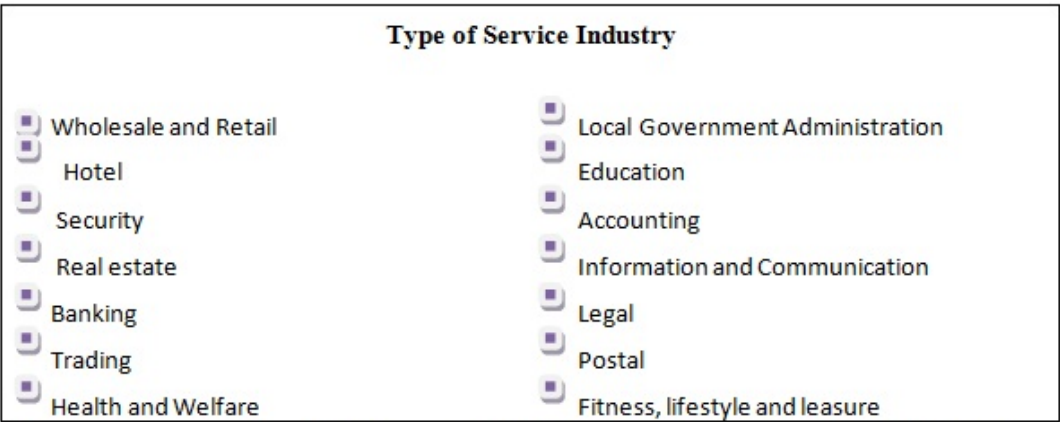 Type of Service Industry
Wholesale and Retail
Hotel
Security
Real estate
Banking
Trading
Health and Welfare
Local Government Administration
Education
Accounting
Information and Communication
Legal
Postal
Fitness, lifestyle and leasure